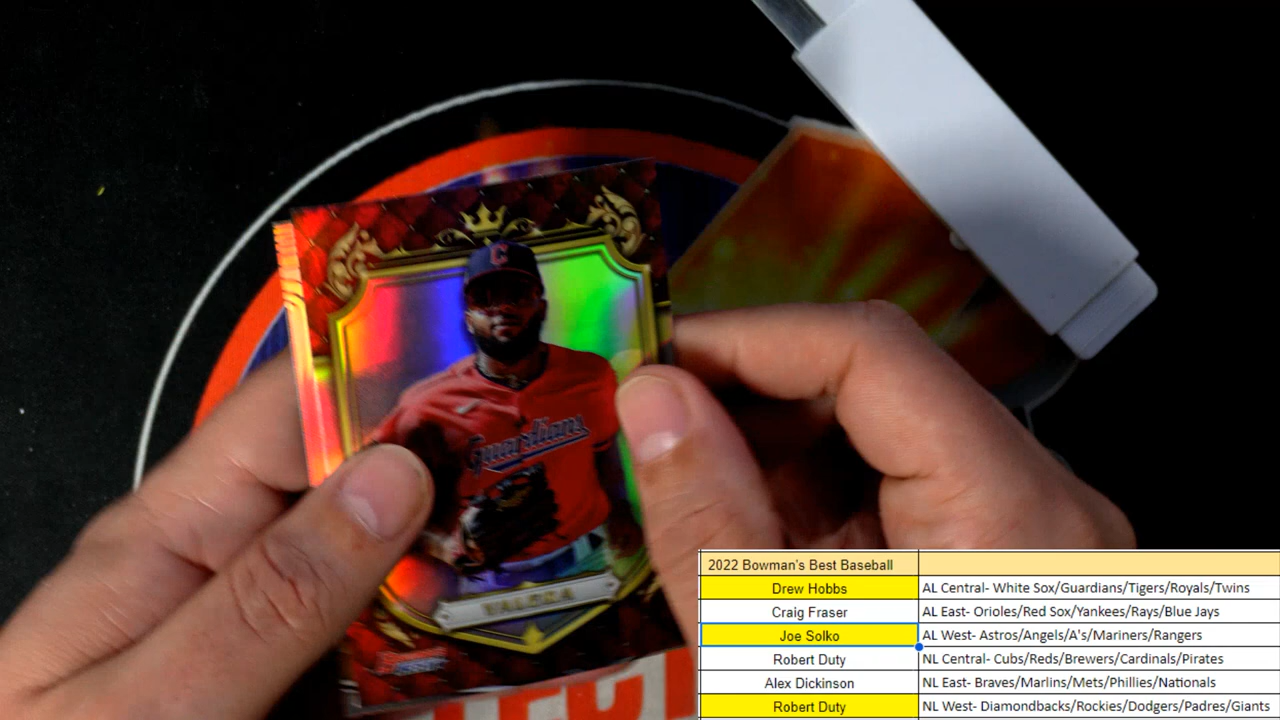 C
Guardians
VALERA
2022 Bowman's Best Baseball
Drew Hobbs AL Central- White Sox/Guardians/Tigers/Royals/Twins
Craig Fraser AL East- Orioles/Red Sox/Yankees/Rays/Blue Jays
Joe Solko AL West- Astros/Angels/A's/Mariners/Rangers
Robert Duty NL Central- Cubs/Reds/Brewers/Cardinals/Pirates
Alex Dickinson NL East- Braves/Marlins/Mets/Phillies/Nationals
Robert Duty NL West- Diamondbacks/Rockies/Dodgers/Padres/Giants